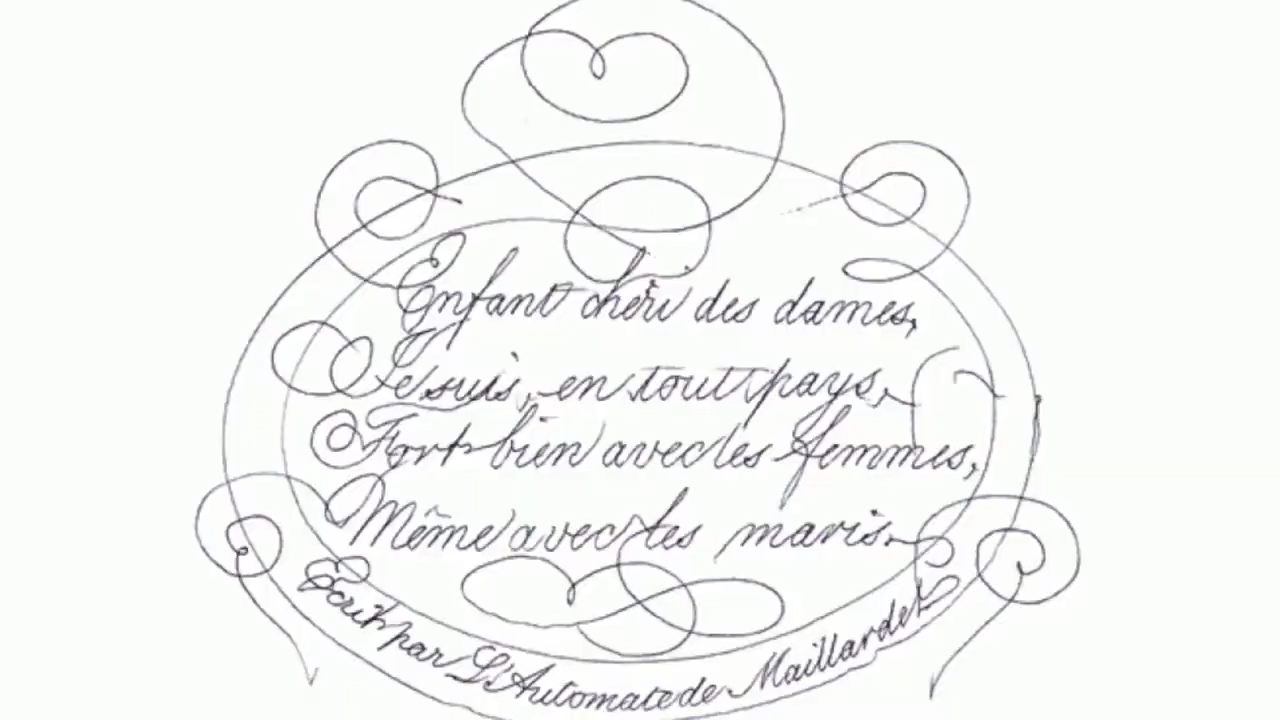 Enfant chéri des dames,
Je suis, en tout pays,
Fort bien avec les femmes,
Même avec les maris.
Écrit par L'Automate de Maillardet